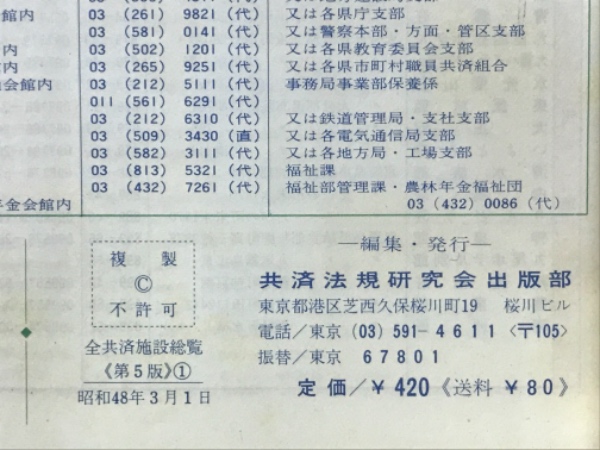 03 (261) 9821 (代) 又は各県庁支部
03 (581) 0141 (代) 又は警察本部・方面・管区支部
内 03 (502) 1201 (代) 又は各県教育委員会支部
館内 03 (265) 9251 (代) 又は各県市町村職員共済組合
会館内 03 (212) 5111 (代) 事務局事業部保養係
011 (561) 6291 (代)
03 (212) 6310 (代) 又は鉄道管理局・支社支部
03 (509) 3430 (直) 又は各電気通信局支部
03 (582) 3111 (代) 又は各地方局・工場支部
03 (813) 5321 (代) 福祉課
年金会館内 03 (432) 7261 (代) 福祉部管理課・農林年金福祉団
03 (432) 0086 (代)
複製
©
不許可
全共済施設総覧
《第5版》①
昭和48年3月1日
―編集・発行―
共済法規研究会出版部
東京都港区芝西久保桜川町19 桜川ビル
電話/東京 (03) 591-4611 〈〒105〉
振替/東京 67801
定価/¥420《送料 ¥80》